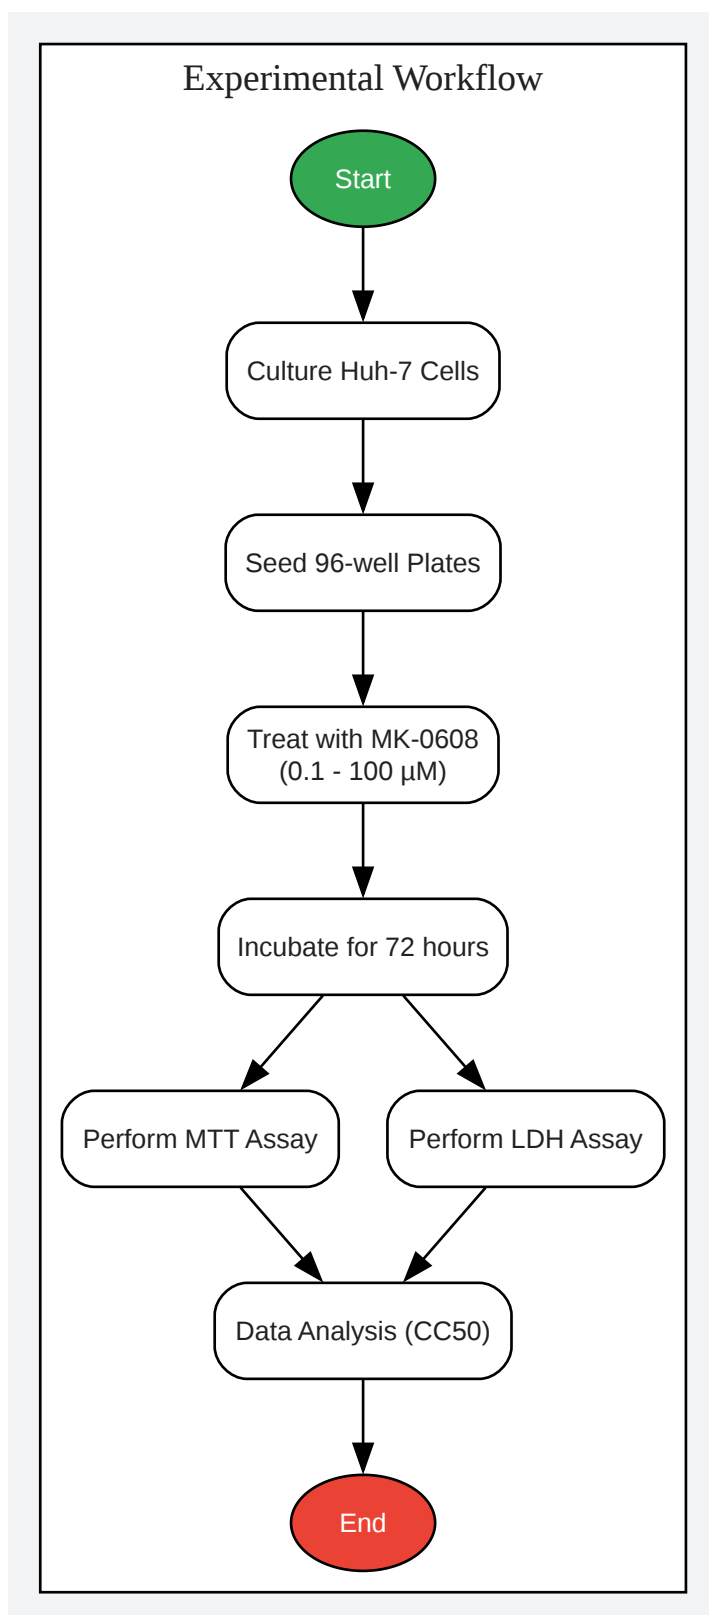 Experimental Workflow
Start
Culture Huh-7 Cells
Seed 96-well Plates
Treat with MK-0608
(0.1 - 100 µM)
Incubate for 72 hours
Perform MTT Assay
Perform LDH Assay
Data Analysis (CC50)
End